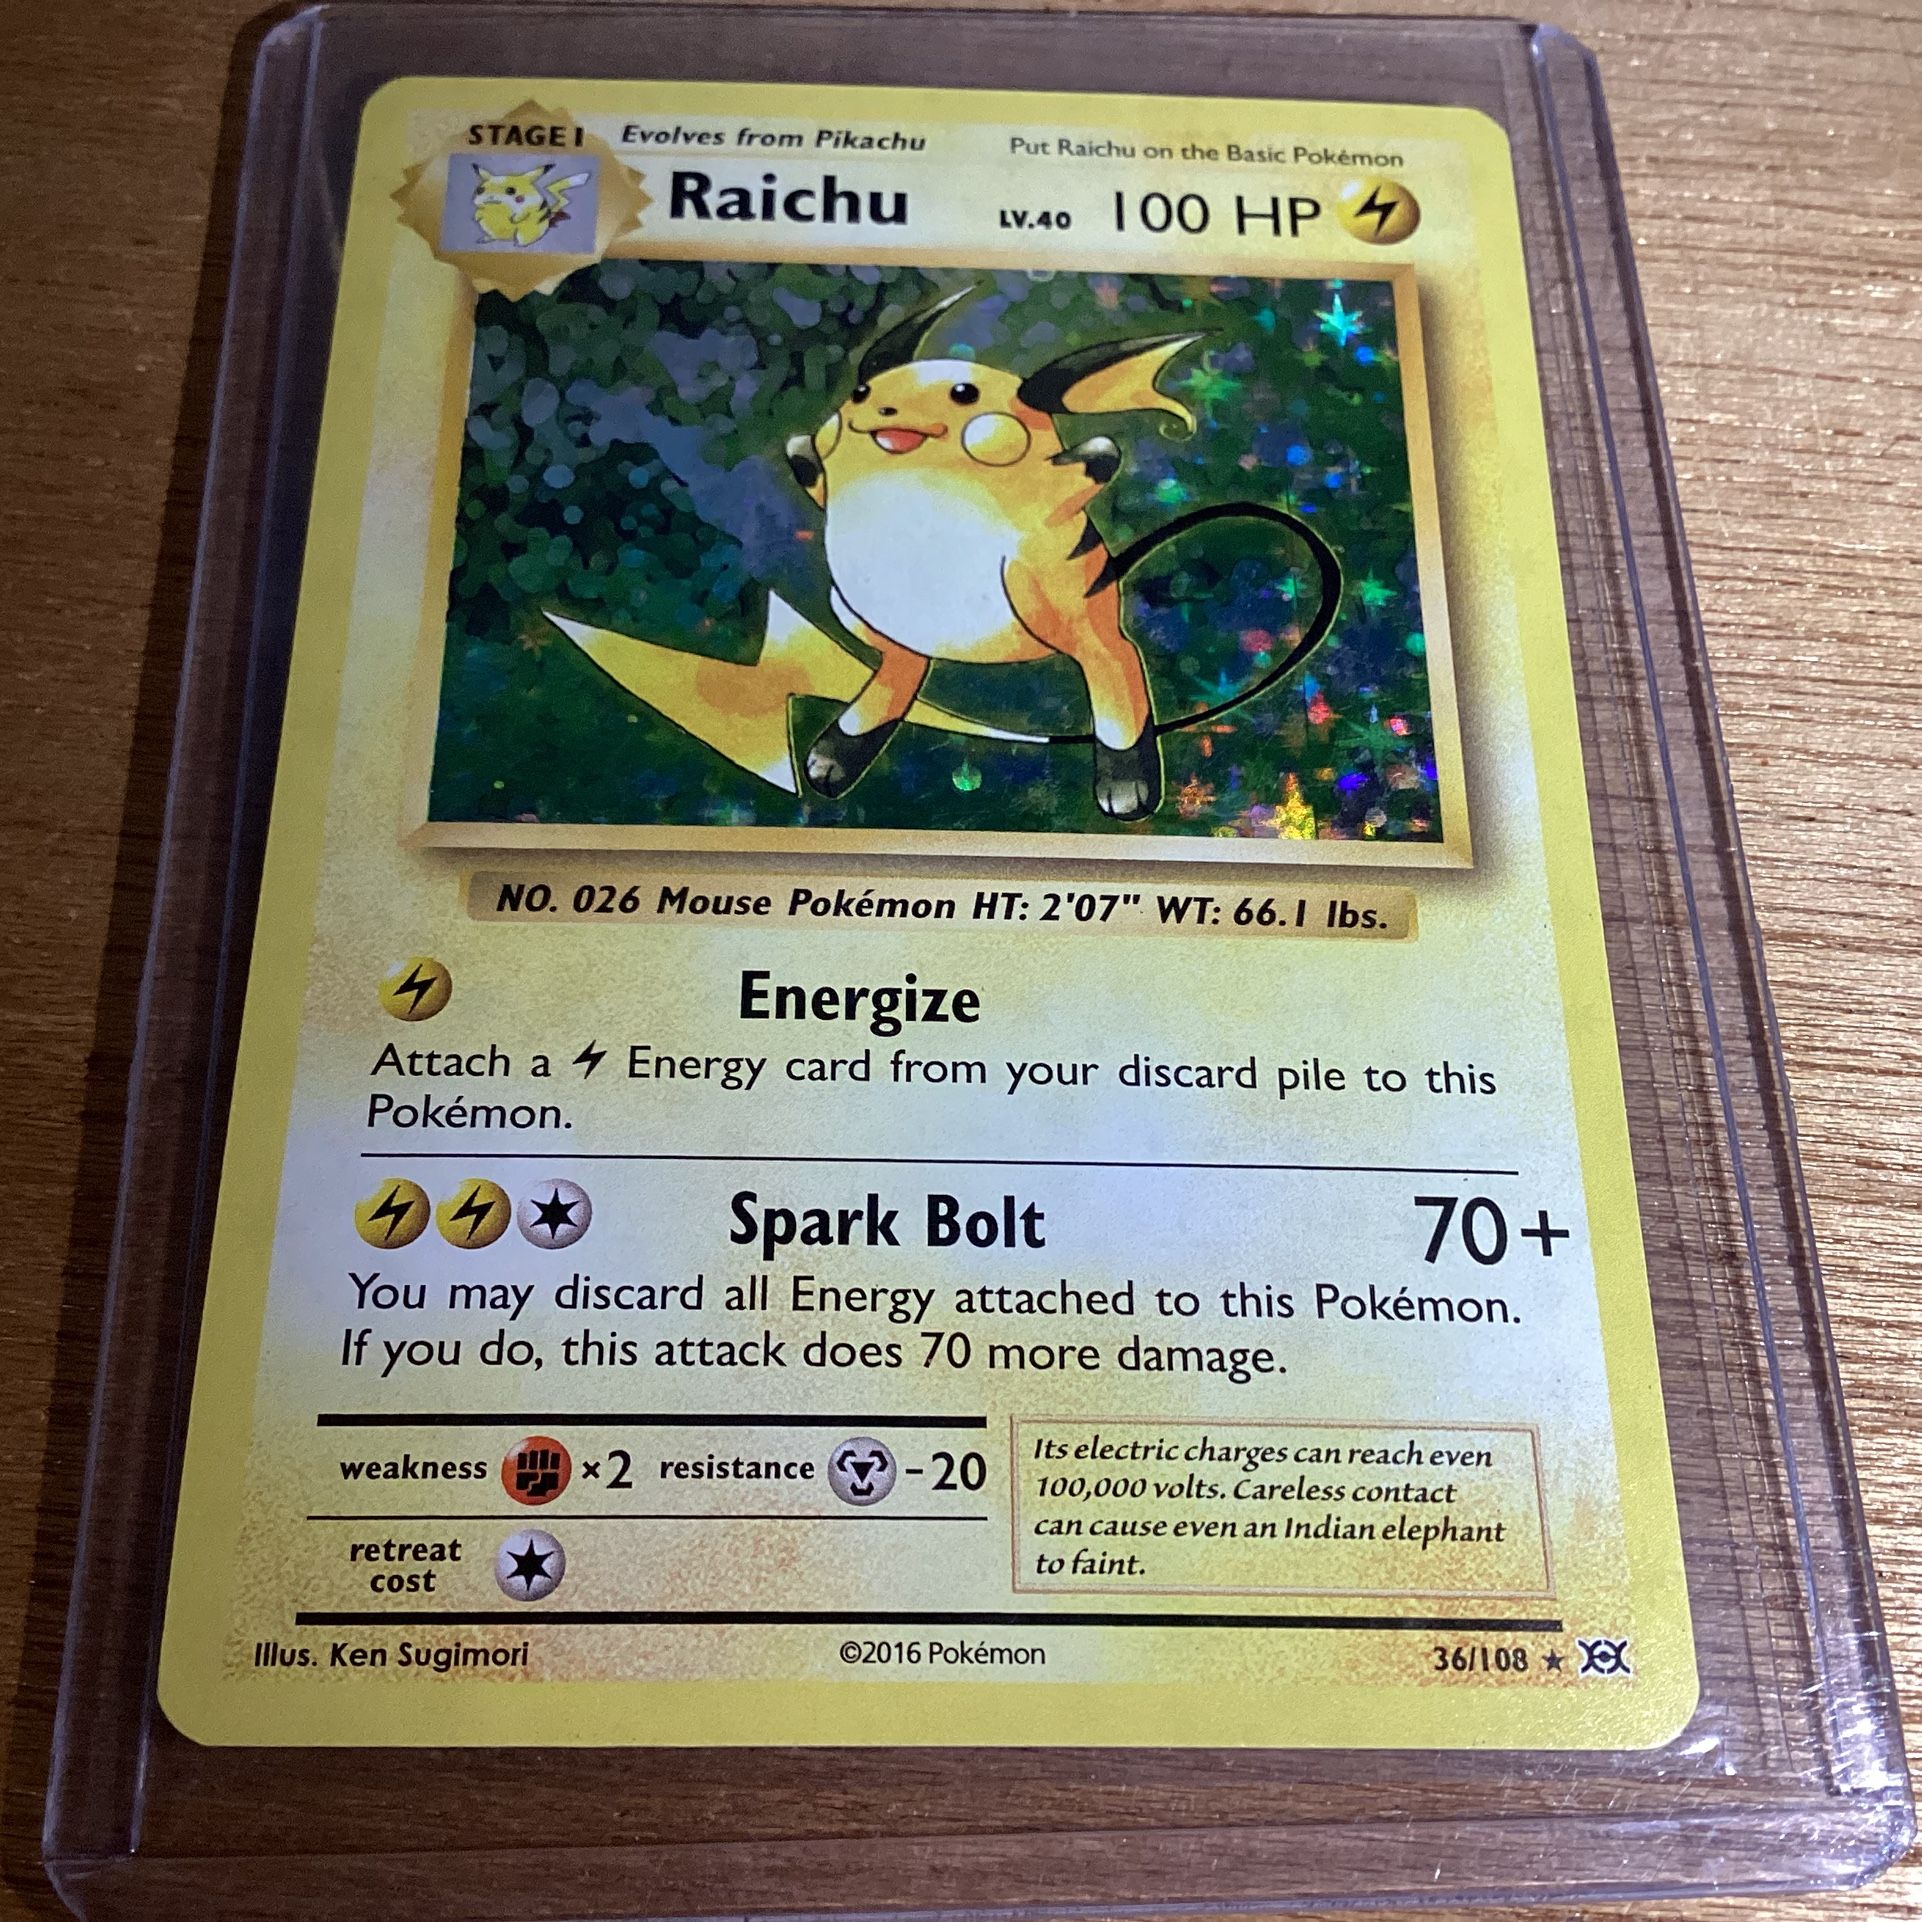 STAGE 1 Evolves from Pikachu Put Raichu on the Basic Pokémon
Raichu LV.40 100 HP
NO. 026 Mouse Pokémon HT: 2'07" WT: 66.1 lbs.
Energize
Attach a Energy card from your discard pile to this
Pokémon.
Spark Bolt 70+
You may discard all Energy attached to this Pokémon.
If you do, this attack does 70 more damage.
weakness ×2 resistance -20
retreat
cost
Its electric charges can reach even
100,000 volts. Careless contact
can cause even an Indian elephant
to faint.
Illus. Ken Sugimori ©2016 Pokémon 36/108 ★